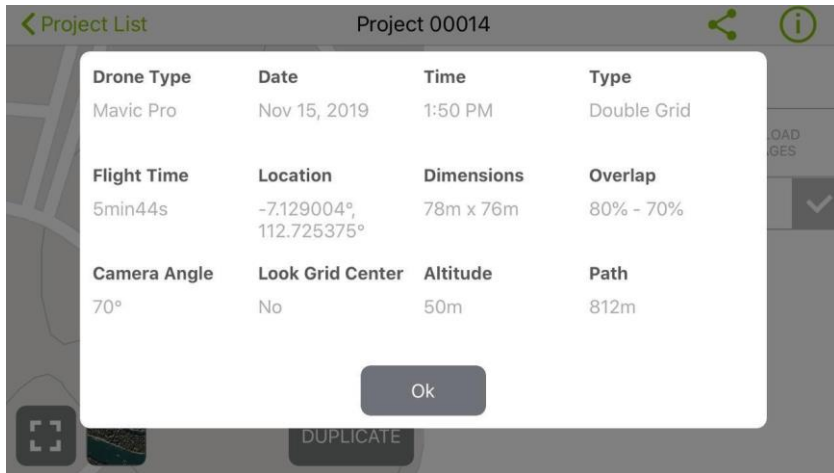 Project List
Project 00014
Drone Type Date Time Type
Mavic Pro Nov 15, 2019 1:50 PM Double Grid
Flight Time Location Dimensions Overlap
5min44s -7.129004°, 78m x 76m 80% - 70%
112.725375°
Camera Angle Look Grid Center Altitude Path
70° No 50m 812m
Ok
DUPLICATE